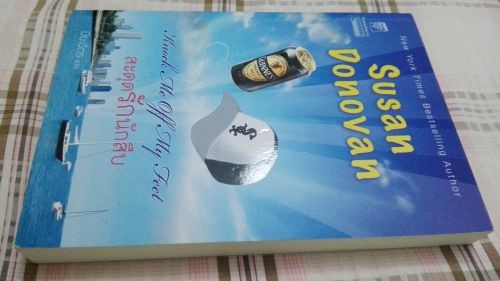 New York Times Bestselling Author
Susan
Donovan
GUINNESS
Knock Me Off My Feet
สะดุดรักนักสืบ